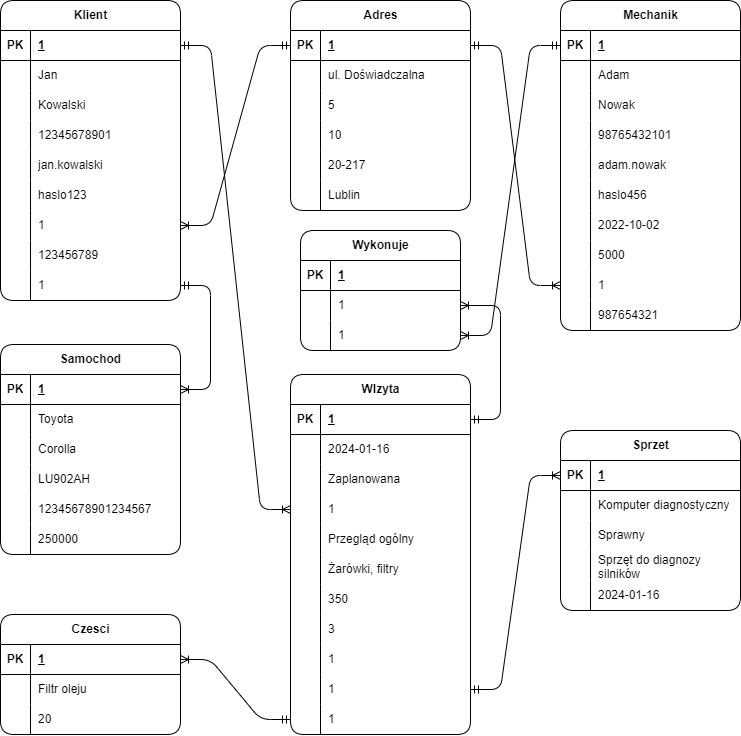 Klient
PK 1
Jan
Kowalski
12345678901
jan.kowalski
haslo123
1
123456789
1
Adres
PK 1
ul. Doświadczalna
5
10
20-217
Lublin
Mechanik
PK 1
Adam
Nowak
98765432101
adam.nowak
haslo456
2022-10-02
5000
1
987654321
Wykonuje
PK 1
1
1
Samochod
PK 1
Toyota
Corolla
LU902AH
12345678901234567
250000
WIzyta
PK 1
2024-01-16
Zaplanowana
1
Przegląd ogólny
Żarówki, filtry
350
3
1
1
1
Sprzet
PK 1
Komputer diagnostyczny
Sprawny
Sprzęt do diagnozy
silników
2024-01-16
Czesci
PK 1
Filtr oleju
20